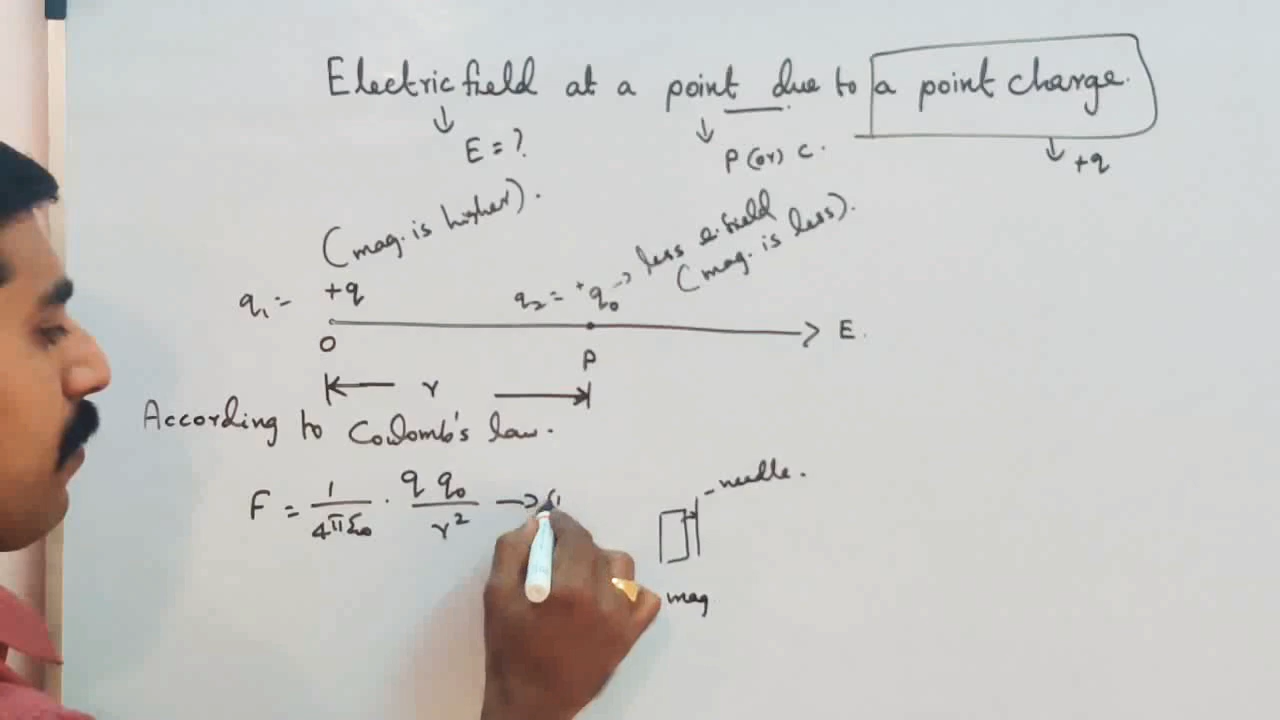 Electric field at a point due to a point charge.
↓ E = ?
↓ P (or) C.
↓ +q
(mag. is higher).
less e.field
(mag. is less).
q₁ =- +q
q₂ = +q₀ →
E.
O
P
r
According to Coulomb's law.
F = 1/4πε₀ . q q₀/r² → (1
- needle.
mag